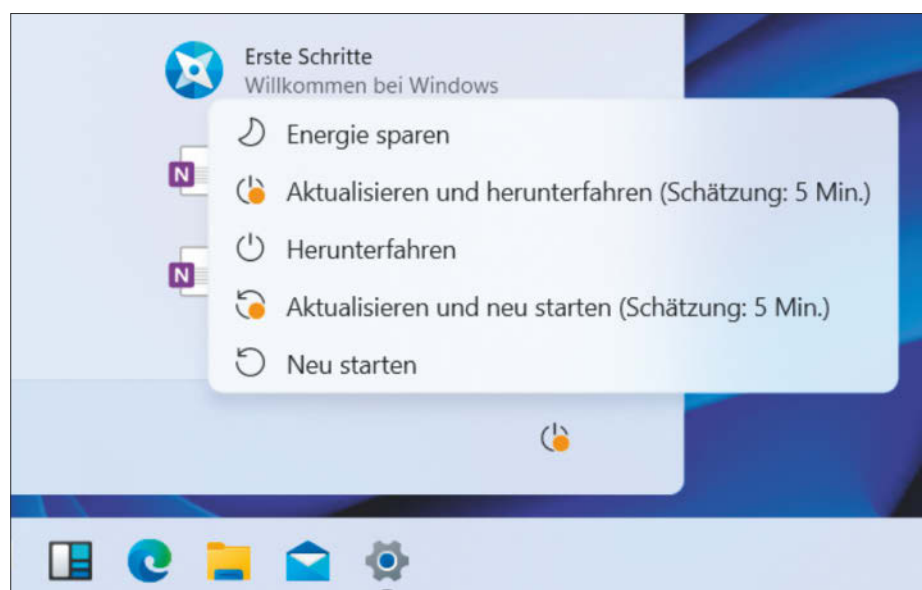 Erste Schritte
Willkommen bei Windows
Energie sparen
N
Aktualisieren und herunterfahren (Schätzung: 5 Min.)
Herunterfahren
N
Aktualisieren und neu starten (Schätzung: 5 Min.)
Neu starten